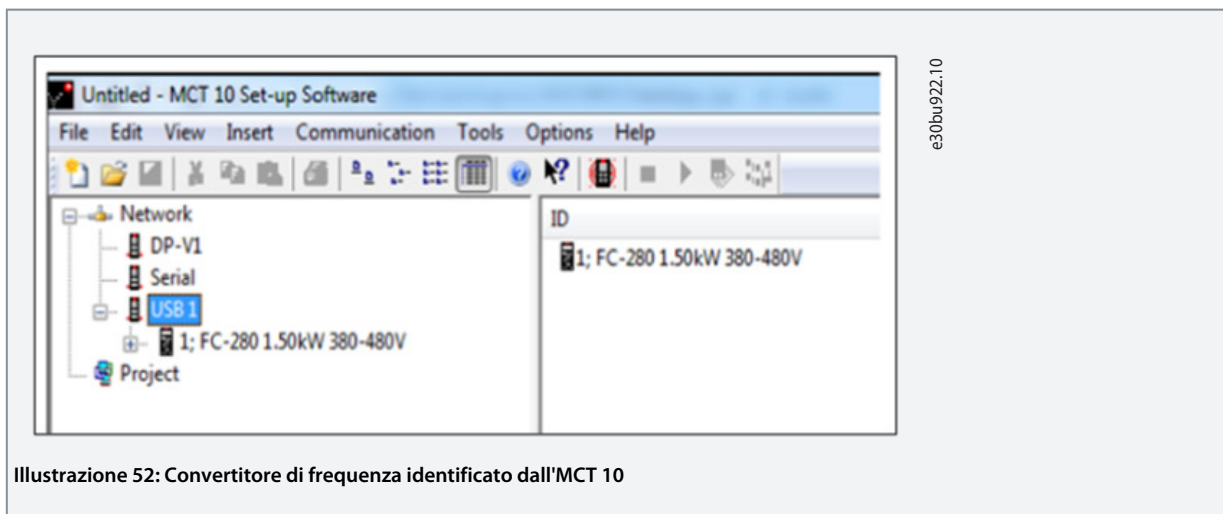 Untitled - MCT 10 Set-up Software
File Edit View Insert Communication Tools Options Help
Network
DP-V1
Serial
USB 1
1; FC-280 1.50kW 380-480V
Project
ID
1; FC-280 1.50kW 380-480V
e30bu922.10
Illustrazione 52: Convertitore di frequenza identificato dall'MCT 10